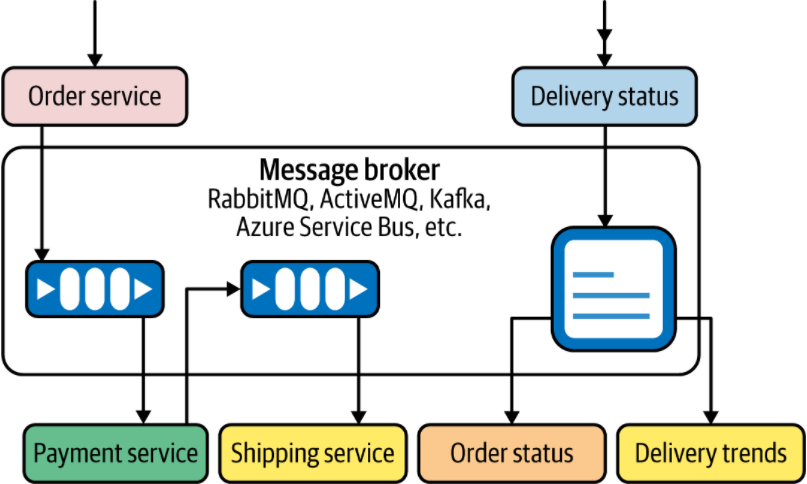 Order service
Delivery status
Message broker
RabbitMQ, ActiveMQ, Kafka,
Azure Service Bus, etc.
Payment service
Shipping service
Order status
Delivery trends